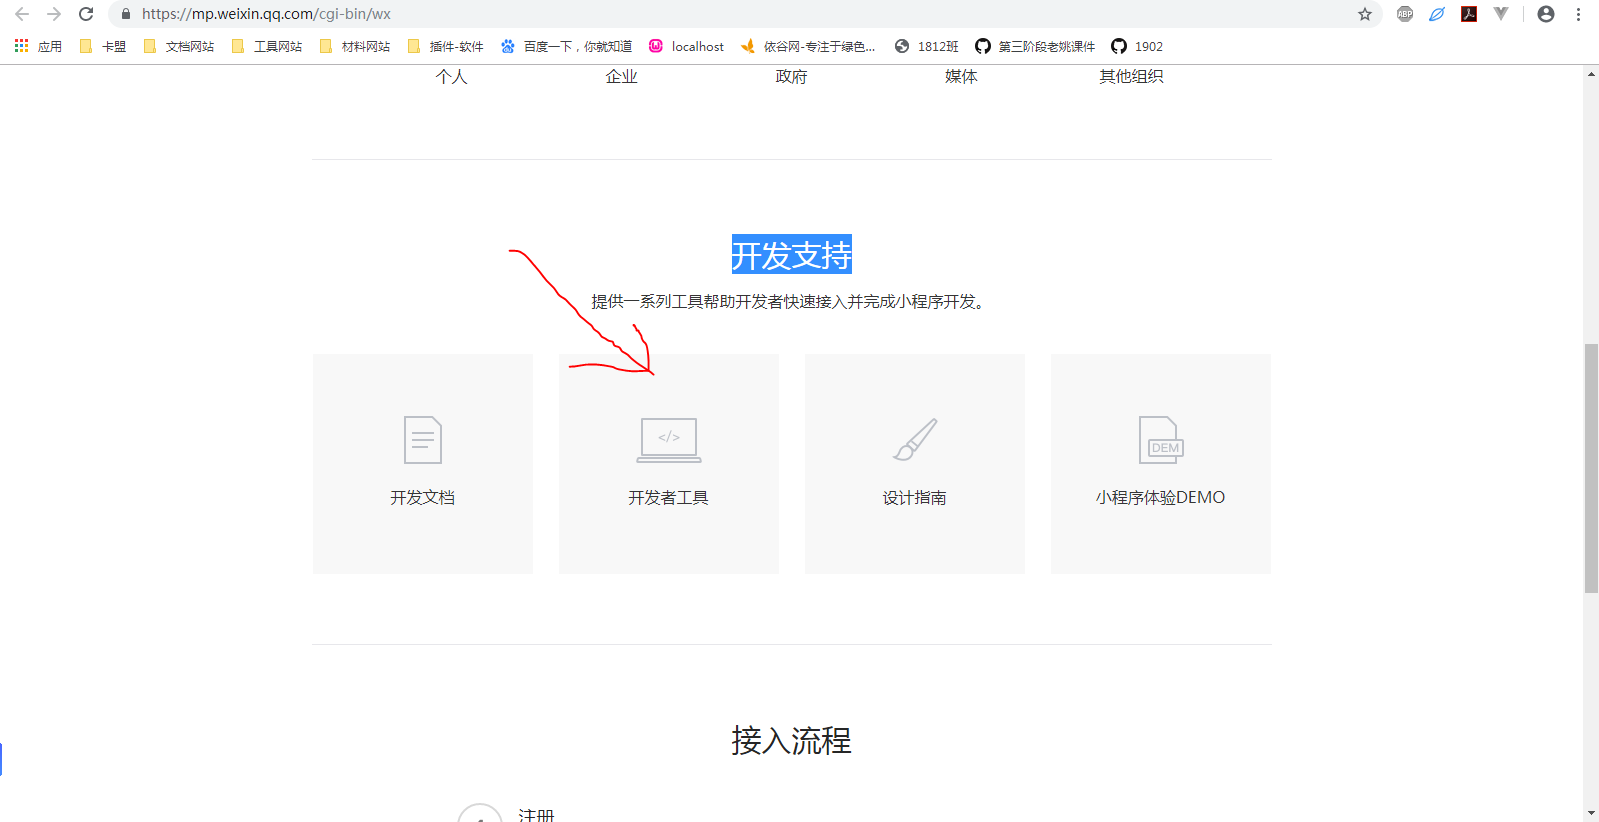 https://mp.weixin.qq.com/cgi-bin/wx
ABP
应用 卡盟 文档网站 工具网站 材料网站 插件-软件 百度一下，你就知道 localhost 依谷网-专注于绿色... 1812班 第三阶段老姚课件 1902
个人 企业 政府 媒体 其他组织
开发支持
提供一系列工具帮助开发者快速接入并完成小程序开发。
</>
DEM
开发文档 开发者工具 设计指南 小程序体验DEMO
接入流程
注册